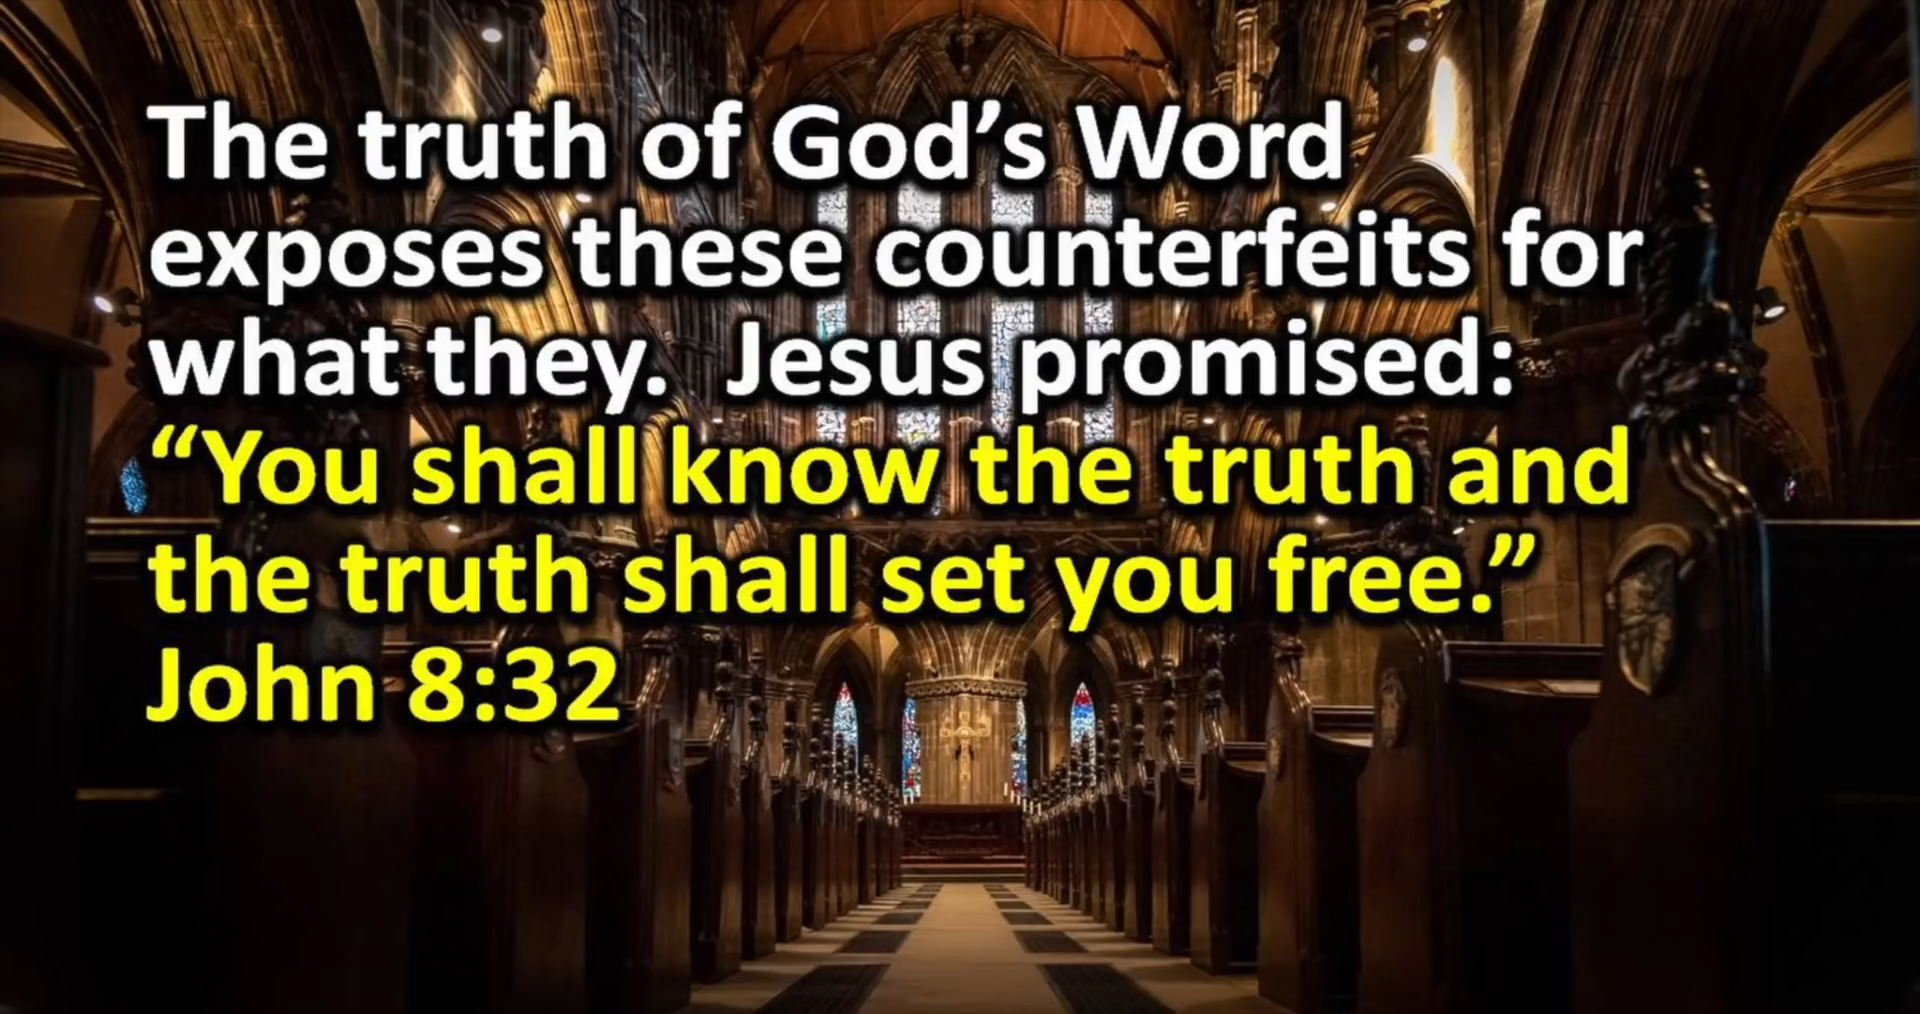 The truth of God’s Word
exposes these counterfeits for
what they.  Jesus promised:
“You shall know the truth and
the truth shall set you free.”
John 8:32